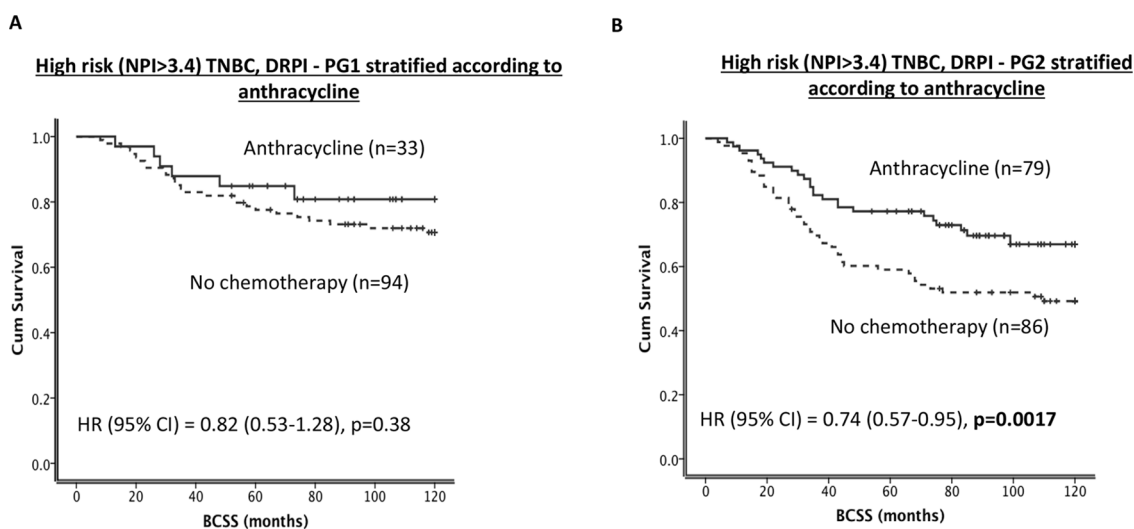 A
High risk (NPI>3.4) TNBC, DRPI - PG1 stratified according to
anthracycline
1.0
0.8
0.6
0.4
0.2
0.0
Cum Survival
Anthracycline (n=33)
No chemotherapy (n=94)
HR (95% CI) = 0.82 (0.53-1.28), p=0.38
0 20 40 60 80 100 120
BCSS (months)
B
High risk (NPI>3.4) TNBC, DRPI - PG2 stratified
according to anthracycline
1.0
0.8
0.6
0.4
0.2
0.0
Cum Survival
Anthracycline (n=79)
No chemotherapy (n=86)
HR (95% CI) = 0.74 (0.57-0.95), p=0.0017
0 20 40 60 80 100 120
BCSS (months)